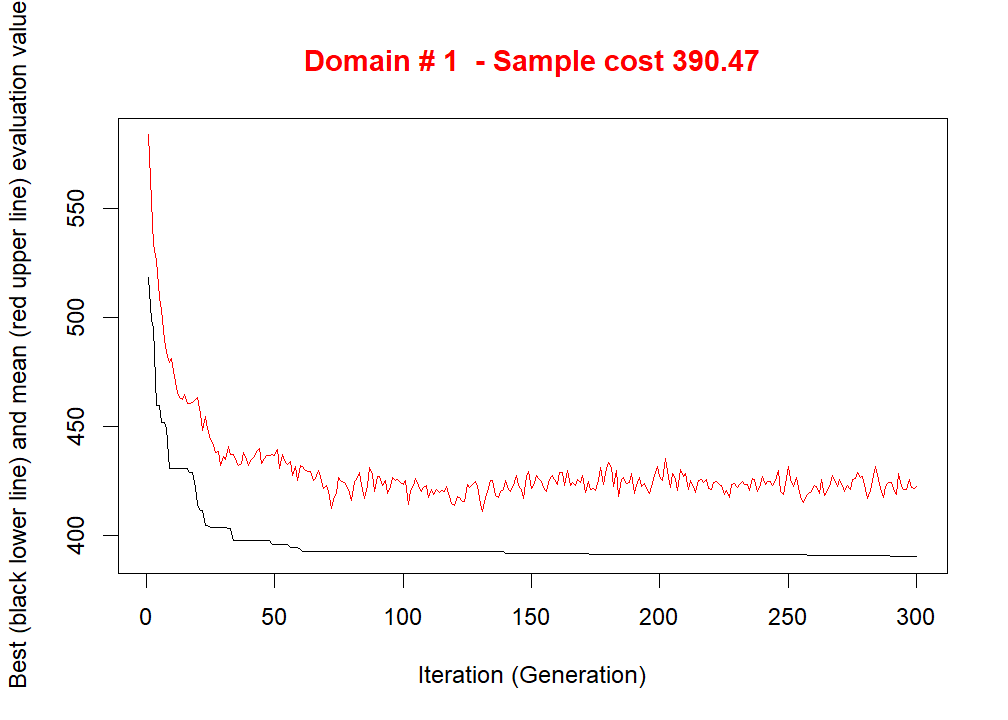 Domain # 1  - Sample cost 390.47
Best (black lower line) and mean (red upper line) evaluation value
550
500
450
400
0 50 100 150 200 250 300
Iteration (Generation)